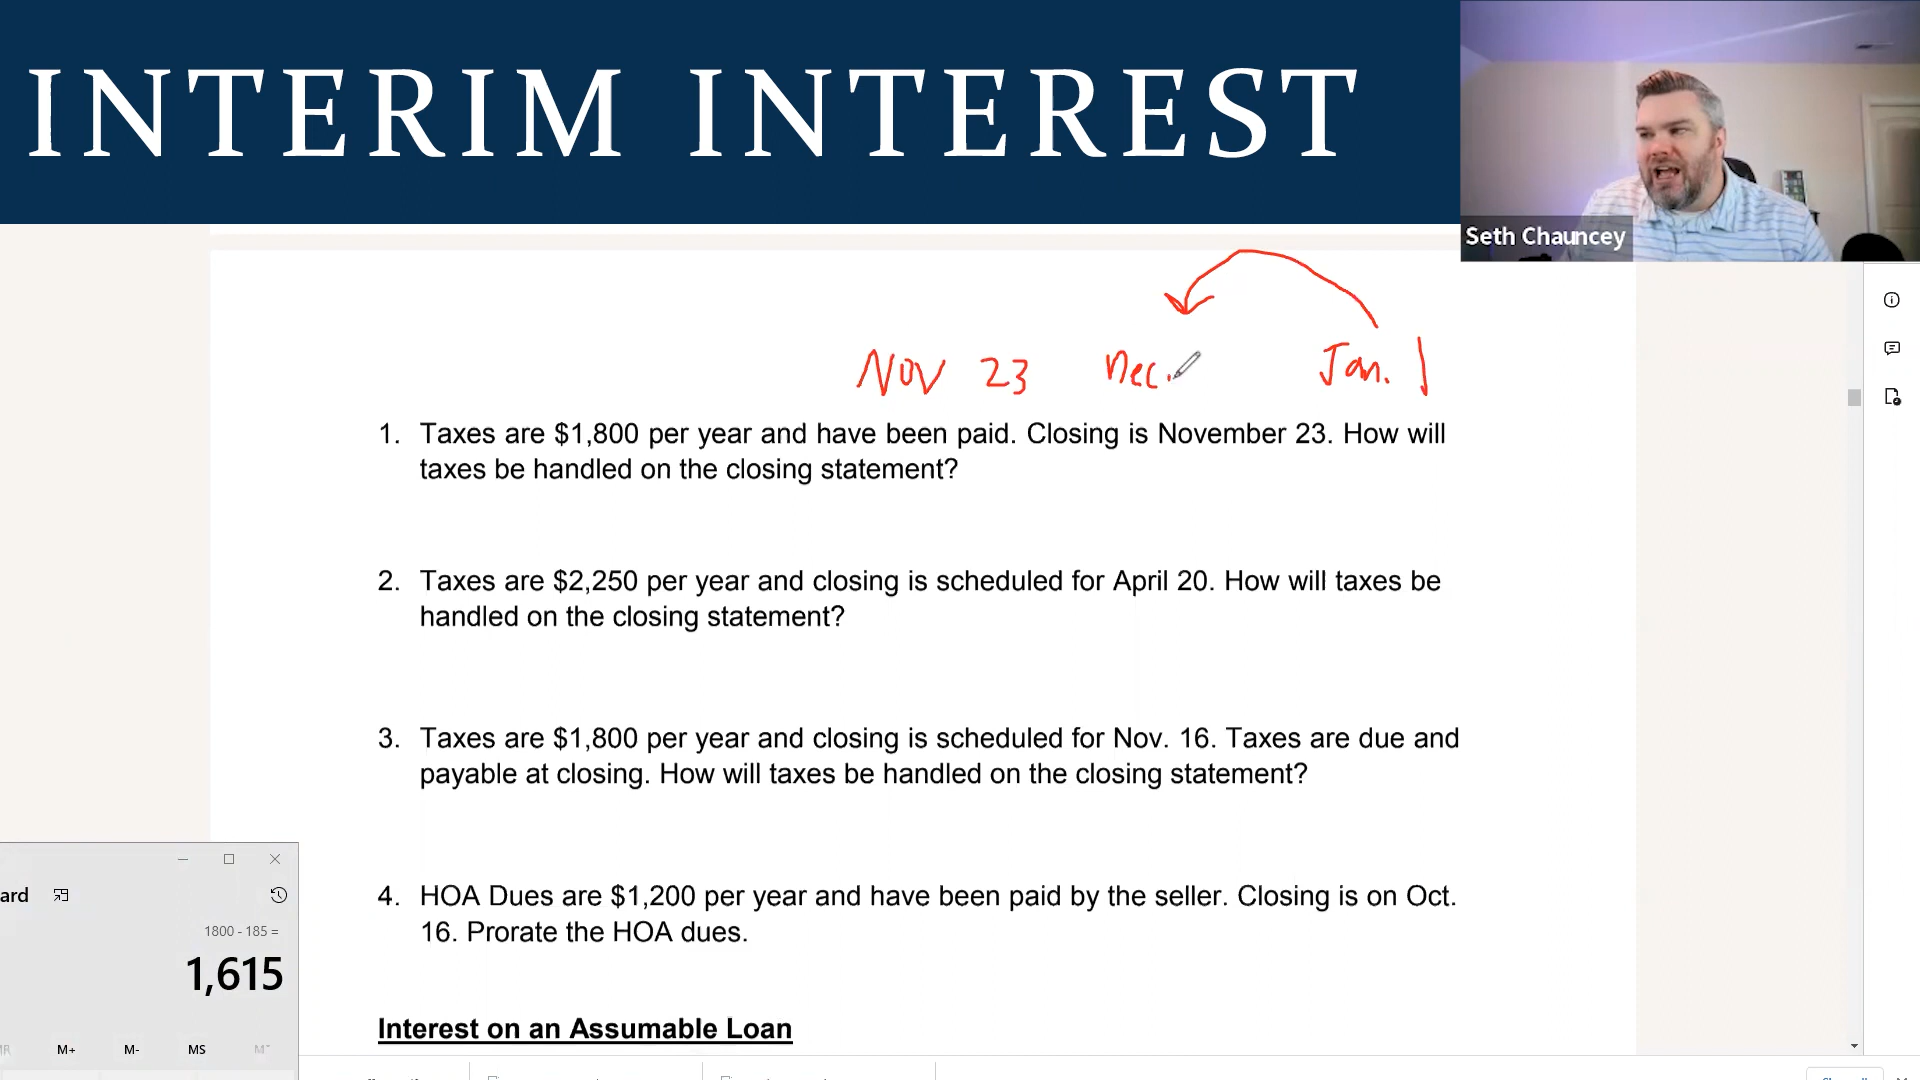 INTERIM INTEREST
Seth Chauncey
Nov 23 Dec. Jan. 1
1. Taxes are $1,800 per year and have been paid. Closing is November 23. How will
taxes be handled on the closing statement?
2. Taxes are $2,250 per year and closing is scheduled for April 20. How will taxes be
handled on the closing statement?
3. Taxes are $1,800 per year and closing is scheduled for Nov. 16. Taxes are due and
payable at closing. How will taxes be handled on the closing statement?
4. HOA Dues are $1,200 per year and have been paid by the seller. Closing is on Oct.
16. Prorate the HOA dues.
Interest on an Assumable Loan
ard
1800 - 185 =
1,615
M+ M- MS